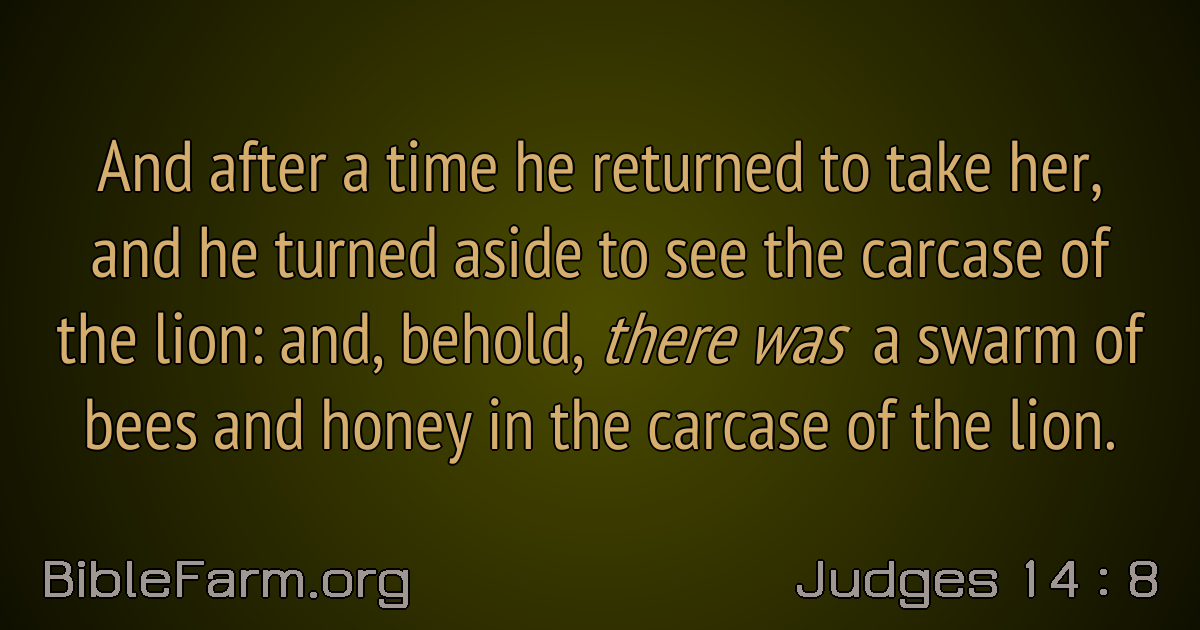 And after a time he returned to take her,
and he turned aside to see the carcase of
the lion: and, behold, there was a swarm of
bees and honey in the carcase of the lion.
BibleFarm.org
Judges 14 : 8